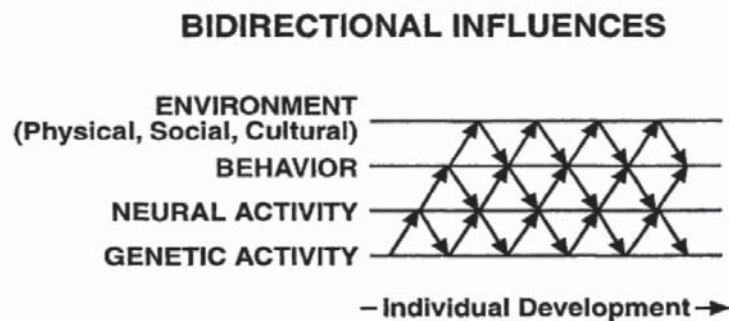 BIDIRECTIONAL INFLUENCES
ENVIRONMENT
(Physical, Social, Cultural)
BEHAVIOR
NEURAL ACTIVITY
GENETIC ACTIVITY
Individual Development